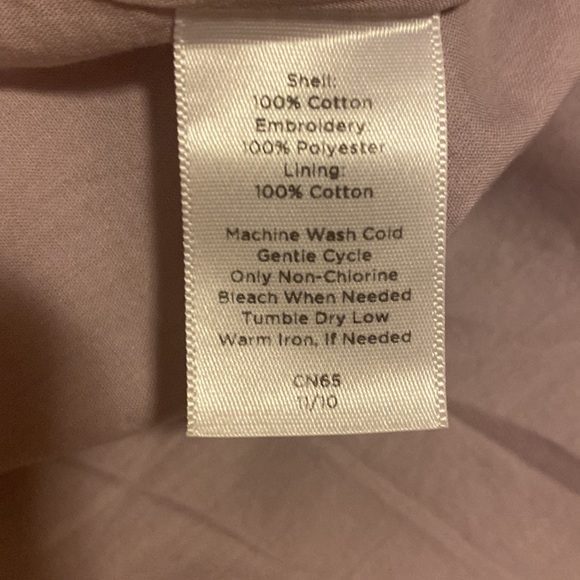 Shell:
100% Cotton
Embroidery:
100% Polyester
Lining:
100% Cotton
Machine Wash Cold
Gentle Cycle
Only Non-Chlorine
Bleach When Needed
Tumble Dry Low
Warm Iron, If Needed
CN65
11/10